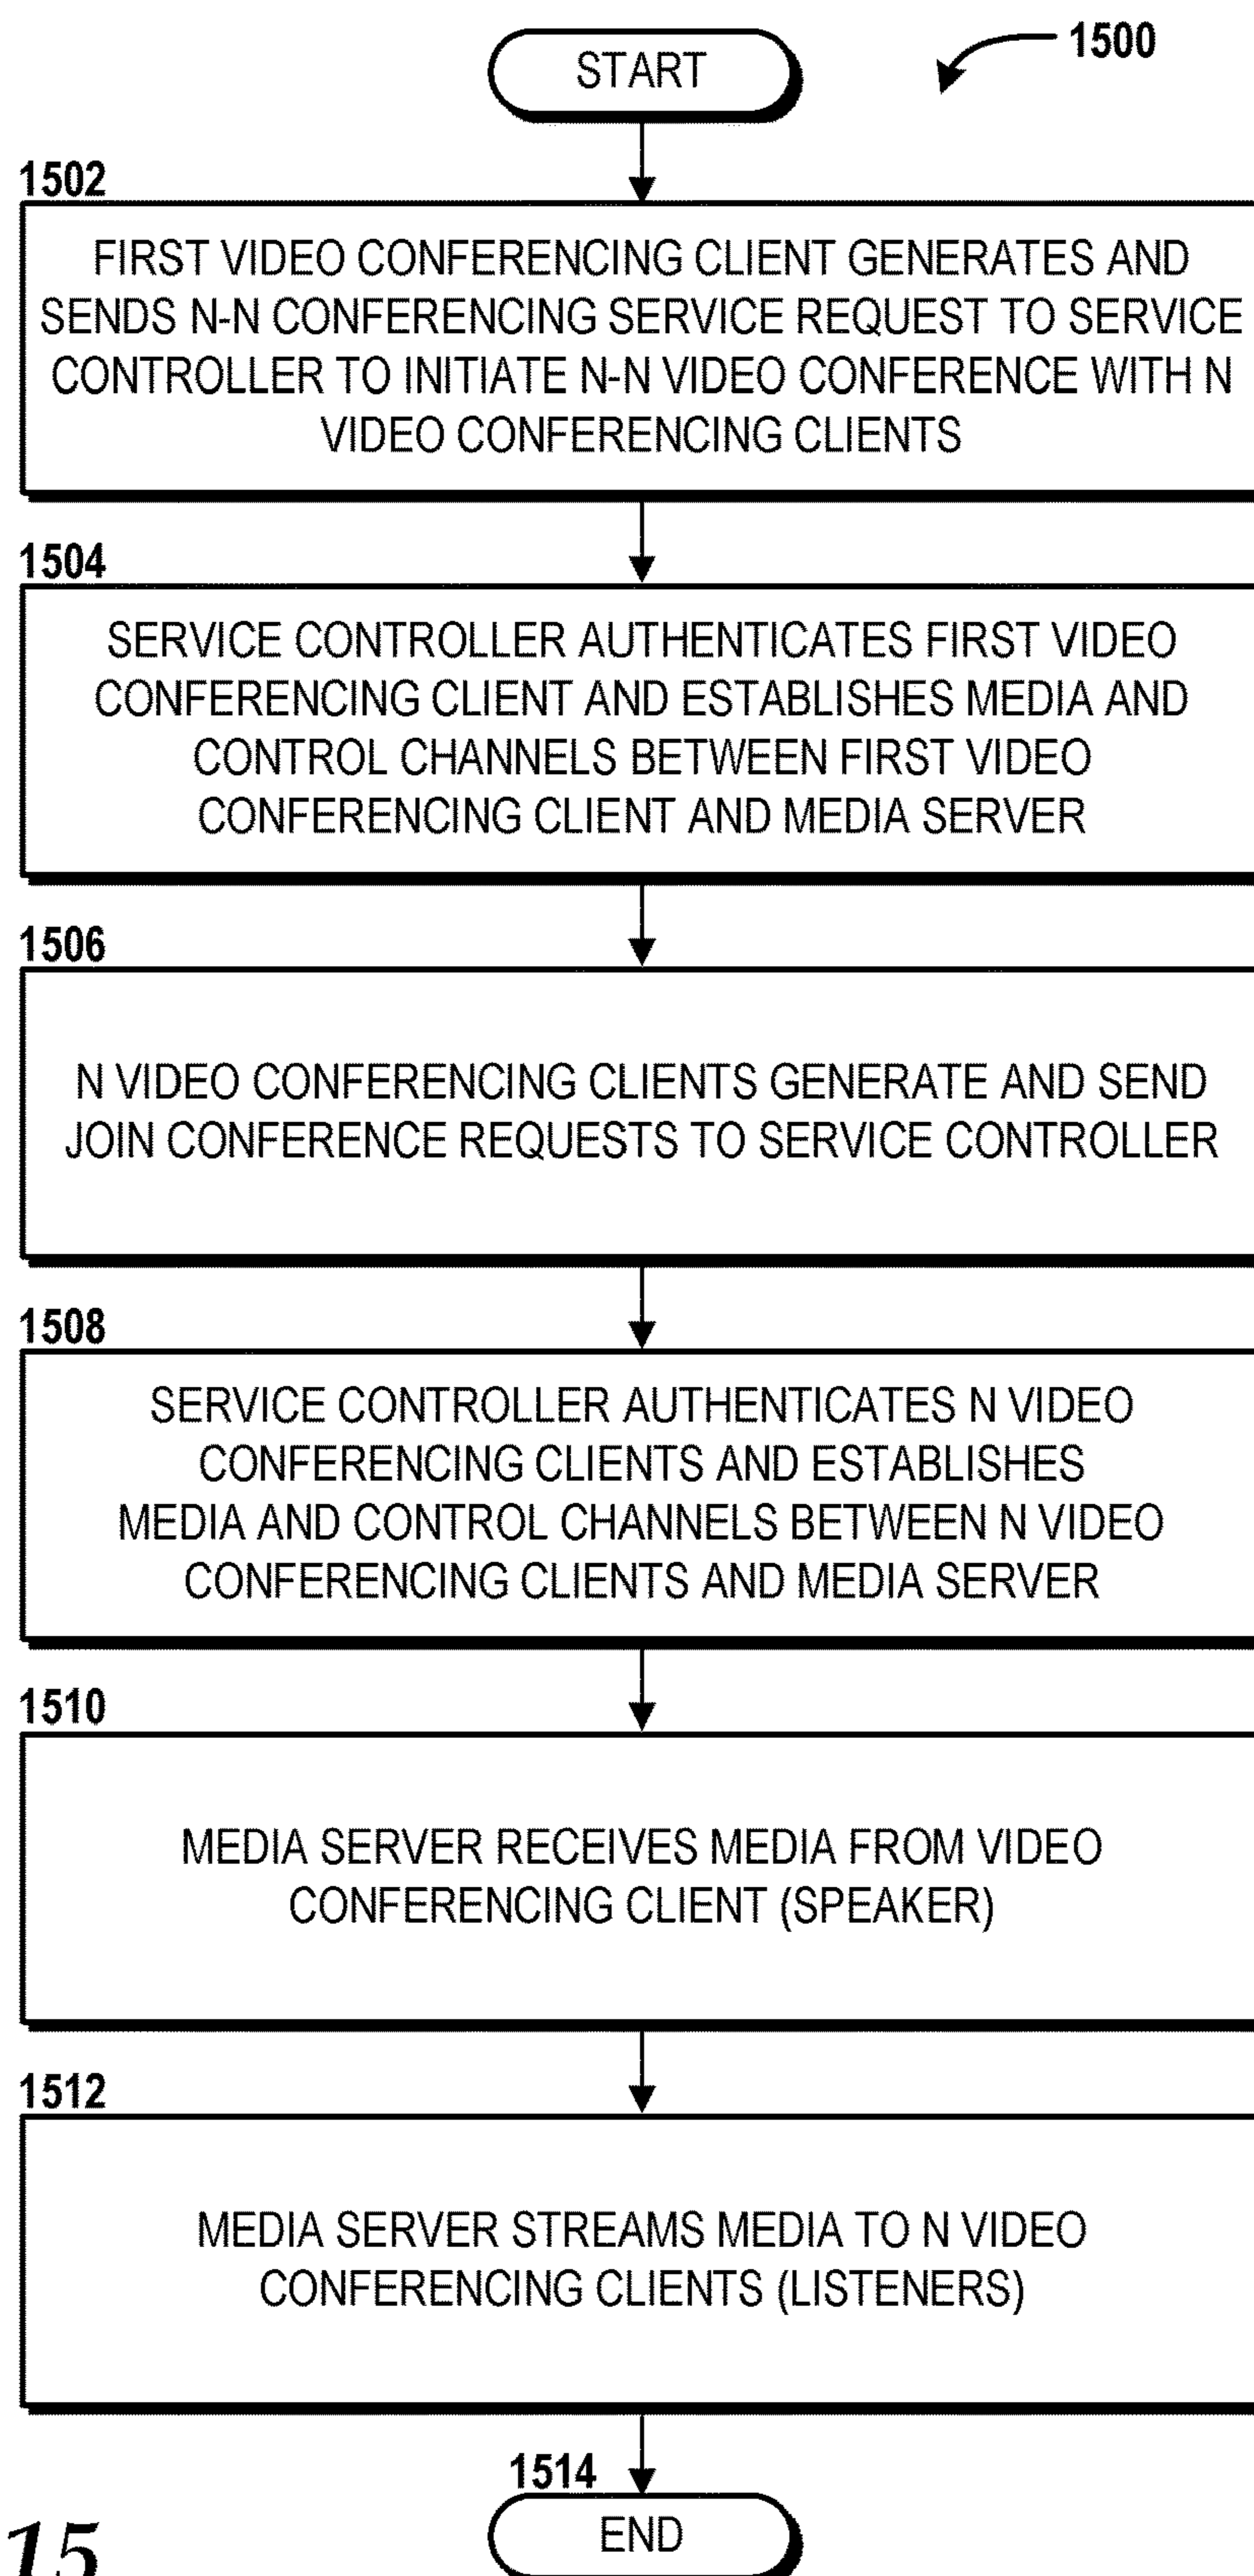 START
1500
1502
FIRST VIDEO CONFERENCING CLIENT GENERATES AND
SENDS N-N CONFERENCING SERVICE REQUEST TO SERVICE
CONTROLLER TO INITIATE N-N VIDEO CONFERENCE WITH N
VIDEO CONFERENCING CLIENTS
1504
SERVICE CONTROLLER AUTHENTICATES FIRST VIDEO
CONFERENCING CLIENT AND ESTABLISHES MEDIA AND
CONTROL CHANNELS BETWEEN FIRST VIDEO
CONFERENCING CLIENT AND MEDIA SERVER
1506
N VIDEO CONFERENCING CLIENTS GENERATE AND SEND
JOIN CONFERENCE REQUESTS TO SERVICE CONTROLLER
1508
SERVICE CONTROLLER AUTHENTICATES N VIDEO
CONFERENCING CLIENTS AND ESTABLISHES
MEDIA AND CONTROL CHANNELS BETWEEN N VIDEO
CONFERENCING CLIENTS AND MEDIA SERVER
1510
MEDIA SERVER RECEIVES MEDIA FROM VIDEO
CONFERENCING CLIENT (SPEAKER)
1512
MEDIA SERVER STREAMS MEDIA TO N VIDEO
CONFERENCING CLIENTS (LISTENERS)
1514
END
15